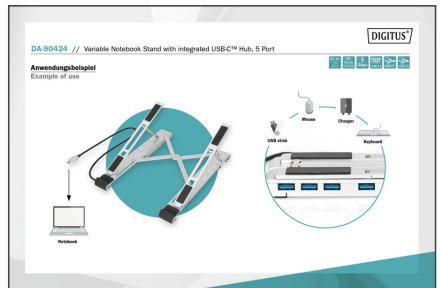 DIGITUS®
DA-90424 // Variable Notebook Stand with integrated USB-C™ Hub, 5 Port
Anwendungsbeispiel
Example of use
Mouse
Charger
USB stick
Keyboard
Notebook